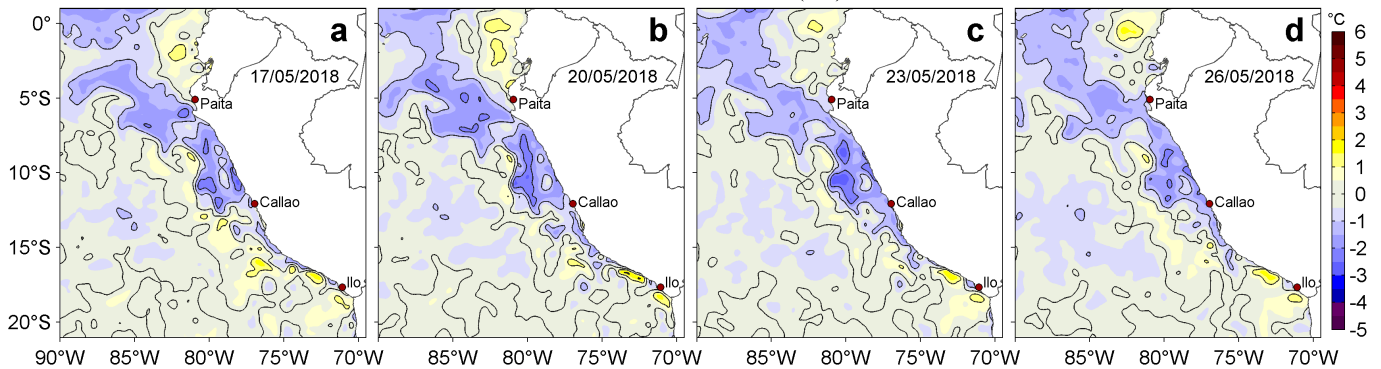 a
b
c
d
°C
0°
5°S
10°S
15°S
20°S
17/05/2018
20/05/2018
23/05/2018
26/05/2018
Paita
Paita
Paita
Paita
Callao
Callao
Callao
Callao
Ilo
Ilo
Ilo
Ilo
90°W 85°W 80°W 75°W 70°W
85°W 80°W 75°W 70°W
85°W 80°W 75°W 70°W
85°W 80°W 75°W 70°W
6
5
4
3
2
1
0
-1
-2
-3
-4
-5